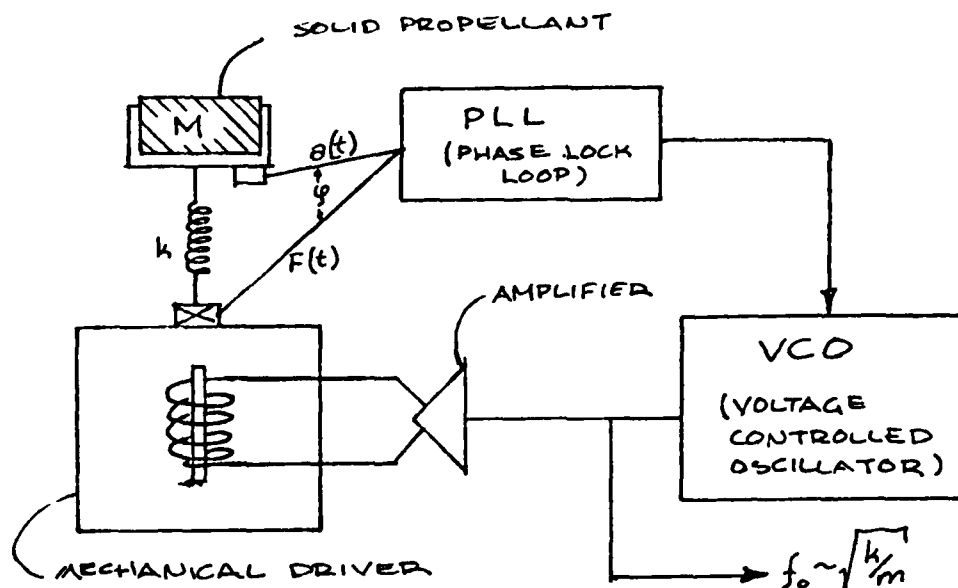 SOLID PROPELLANT
M
a(t)
φ
F(t)
k
PLL
(PHASE LOCK
LOOP)
AMPLIFIER
VCO
(VOLTAGE
CONTROLLED
OSCILLATOR)
MECHANICAL DRIVER
f₀ ~ √k/m